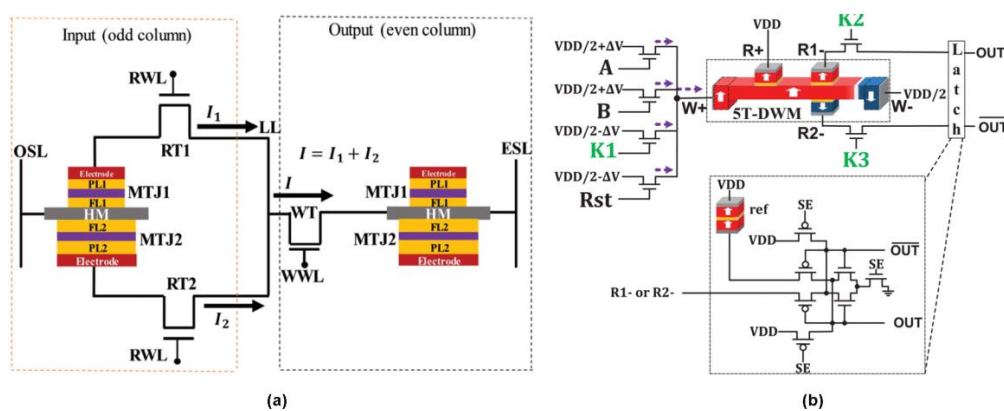 Input (odd column)
Output (even column)
RWL
I₁
LL
RT1
OSL
ESL
I = I₁ + I₂
Electrode
PL1
MTJ1
FL1
HM
FL2
MTJ2
PL2
Electrode
I
WT
WWL
Electrode
PL1
MTJ1
FL1
HM
FL2
MTJ2
PL2
Electrode
RT2
I₂
RWL
(a)
VDD/2+ΔV
A
VDD/2+ΔV
B
VDD/2-ΔV
K1
VDD/2-ΔV
Rst
W+
VDD
R+
R1-
K2
5T-DWM
R2-
W-
VDD/2
K3
Latch
OUT
O̅U̅T̅
VDD
ref
SE
VDD
O̅U̅T̅
SE
R1- or R2-
OUT
VDD
SE
(b)